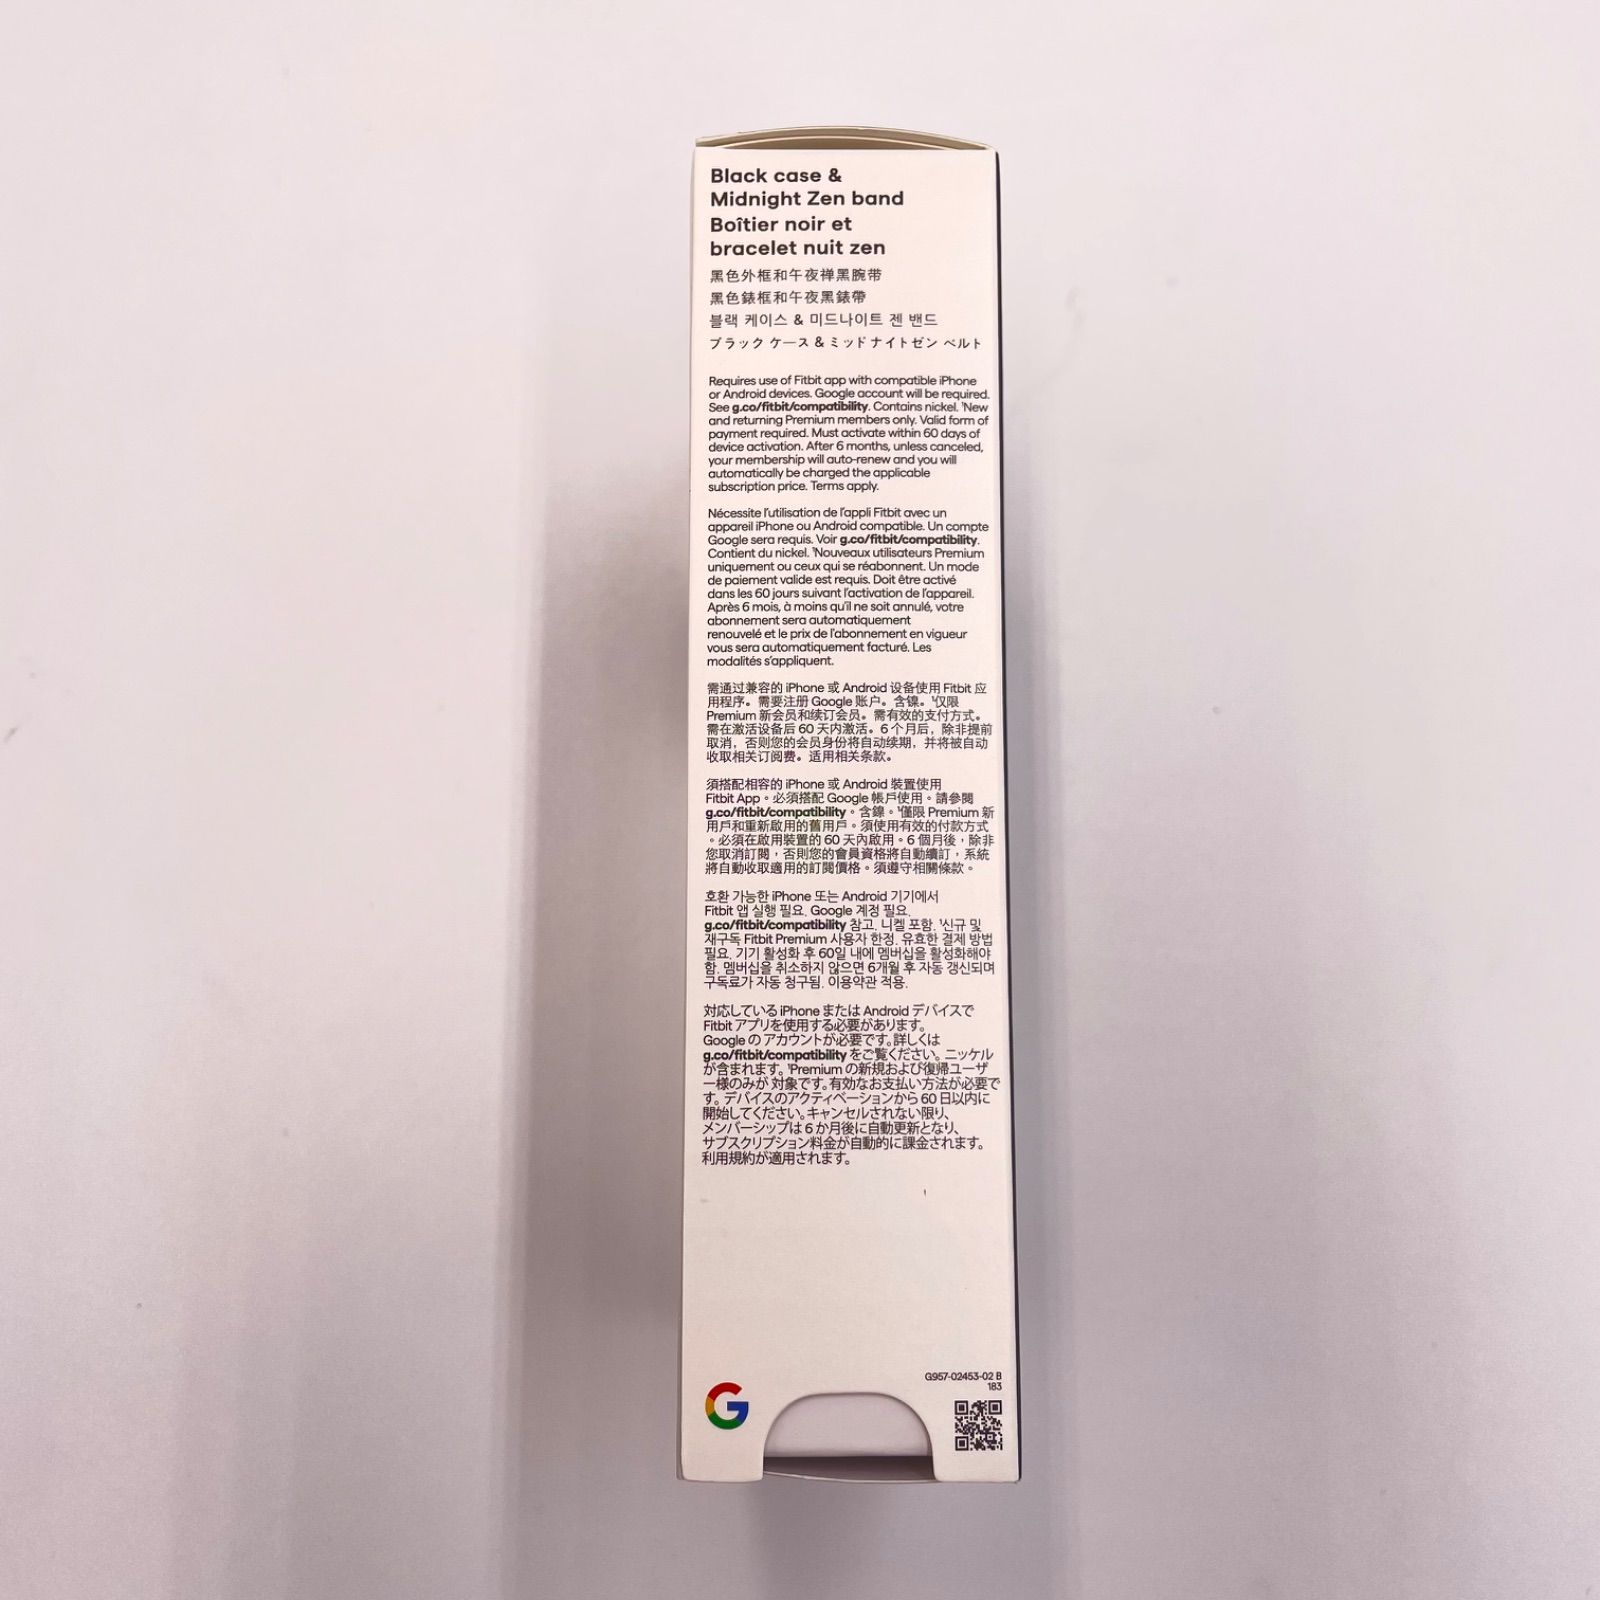 Black case &
Midnight Zen band
Boîtier noir et
bracelet nuit zen
黑色外框和午夜禅黑腕带
黑色錶框和午夜黑錶帶
블랙 케이스 & 미드나이트 젠 밴드
ブラック ケース & ミッドナイトゼン ベルト
Requires use of Fitbit app with compatible iPhone
or Android devices. Google account will be required.
See g.co/fitbit/compatibility. Contains nickel. ¹New
and returning Premium members only. Valid form of
payment required. Must activate within 60 days of
device activation. After 6 months, unless canceled,
your membership will auto-renew and you will
automatically be charged the applicable
subscription price. Terms apply.
Nécessite l'utilisation de l'appli Fitbit avec un
appareil iPhone ou Android compatible. Un compte
Google sera requis. Voir g.co/fitbit/compatibility.
Contient du nickel. ¹Nouveaux utilisateurs Premium
uniquement ou ceux qui se réabonnent. Un mode
de paiement valide est requis. Doit être activé
dans les 60 jours suivant l'activation de l'appareil.
Après 6 mois, à moins qu'il ne soit annulé, votre
abonnement sera automatiquement
renouvelé et le prix de l'abonnement en vigueur
vous sera automatiquement facturé. Les
modalités s'appliquent.
需通过兼容的 iPhone 或 Android 设备使用 Fitbit 应
用程序。需要注册 Google 账户。含镍。¹仅限
Premium 新会员和续订会员。需有效的支付方式。
需在激活设备后 60 天内激活。6 个月后，除非提前
取消，否则您的会员身份将自动续期，并将被自动
收取相关订阅费。适用相关条款。
須搭配相容的 iPhone 或 Android 裝置使用
Fitbit App。必須搭配 Google 帳戶使用。請參閱
g.co/fitbit/compatibility。含鎳。¹僅限 Premium 新
用戶和重新啟用的舊用戶。須使用有效的付款方式
。必須在啟用裝置的 60 天內啟用。6 個月後，除非
您取消訂閱，否則您的會員資格將自動續訂，系統
將自動收取適用的訂閱價格。須遵守相關條款。
호환 가능한 iPhone 또는 Android 기기에서
Fitbit 앱 실행 필요. Google 계정 필요.
g.co/fitbit/compatibility 참고. 니켈 포함. ¹신규 및
재구독 Fitbit Premium 사용자 한정. 유효한 결제 방법
필요. 기기 활성화 후 60일 내에 멤버십을 활성화해야
함. 멤버십을 취소하지 않으면 6개월 후 자동 갱신되며
구독료가 자동 청구됨. 이용약관 적용.
対応している iPhone または Android デバイスで
Fitbit アプリを使用する必要があります。
Google の アカウントが必要です。詳しくは
g.co/fitbit/compatibility をご覧ください。ニッケル
が含まれます。¹Premium の新規および復帰ユーザ
ー様のみが 対象です。有効なお支払い方法が必要で
す。デバイスのアクティベーションから 60 日以内に
開始してください。キャンセルされない限り、
メンバーシップは 6 か月後に自動更新となり、
サブスクリプション料金が自動的に課金されます。
利用規約が適用されます。
G957-02453-02 B
183
G